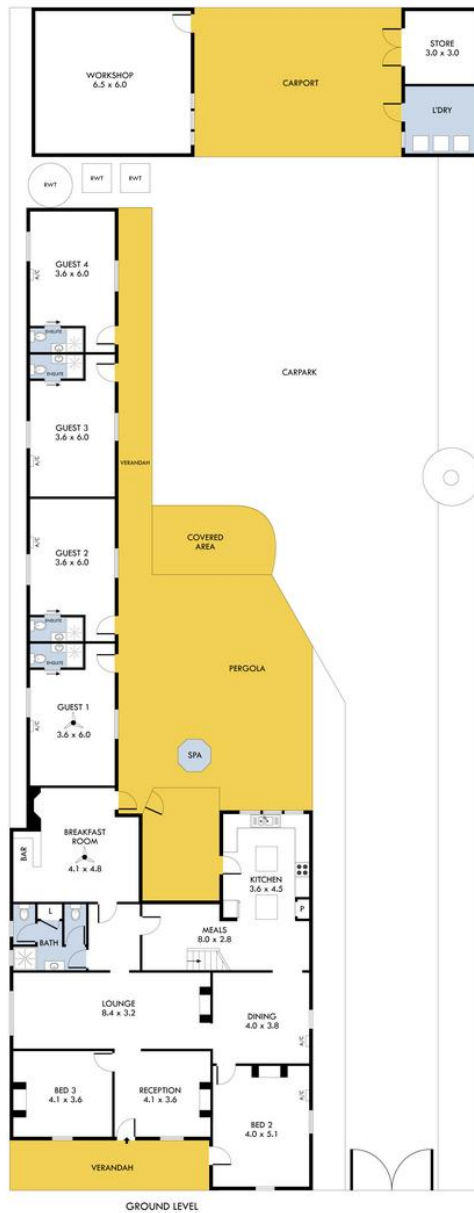 WORKSHOP
6.5 x 6.0
CARPORT
STORE
3.0 x 3.0
L'DRY
RWT
RWT
RWT
GUEST 4
3.6 x 6.0
A/C
ENSUITE
ENSUITE
GUEST 3
3.6 x 6.0
A/C
VERANDAH
CARPARK
GUEST 2
3.6 x 6.0
A/C
COVERED
AREA
ENSUITE
ENSUITE
PERGOLA
GUEST 1
3.6 x 6.0
A/C
SPA
BREAKFAST
ROOM
4.1 x 4.8
BAR
KITCHEN
3.6 x 4.5
P
L
BATH
MEALS
8.0 x 2.8
LOUNGE
8.4 x 3.2
DINING
4.0 x 3.8
A/C
BED 3
4.1 x 3.6
RECEPTION
4.1 x 3.6
BED 2
4.0 x 5.1
A/C
VERANDAH
GROUND LEVEL